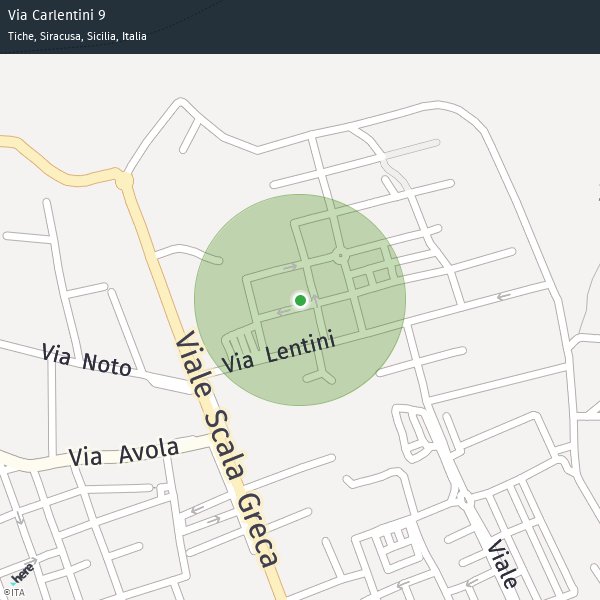 Via Carlentini 9
Tiche, Siracusa, Sicilia, Italia
Via Lentini
Via Noto
Viale Scala Greca
Via Avola
Viale
here
©ITA